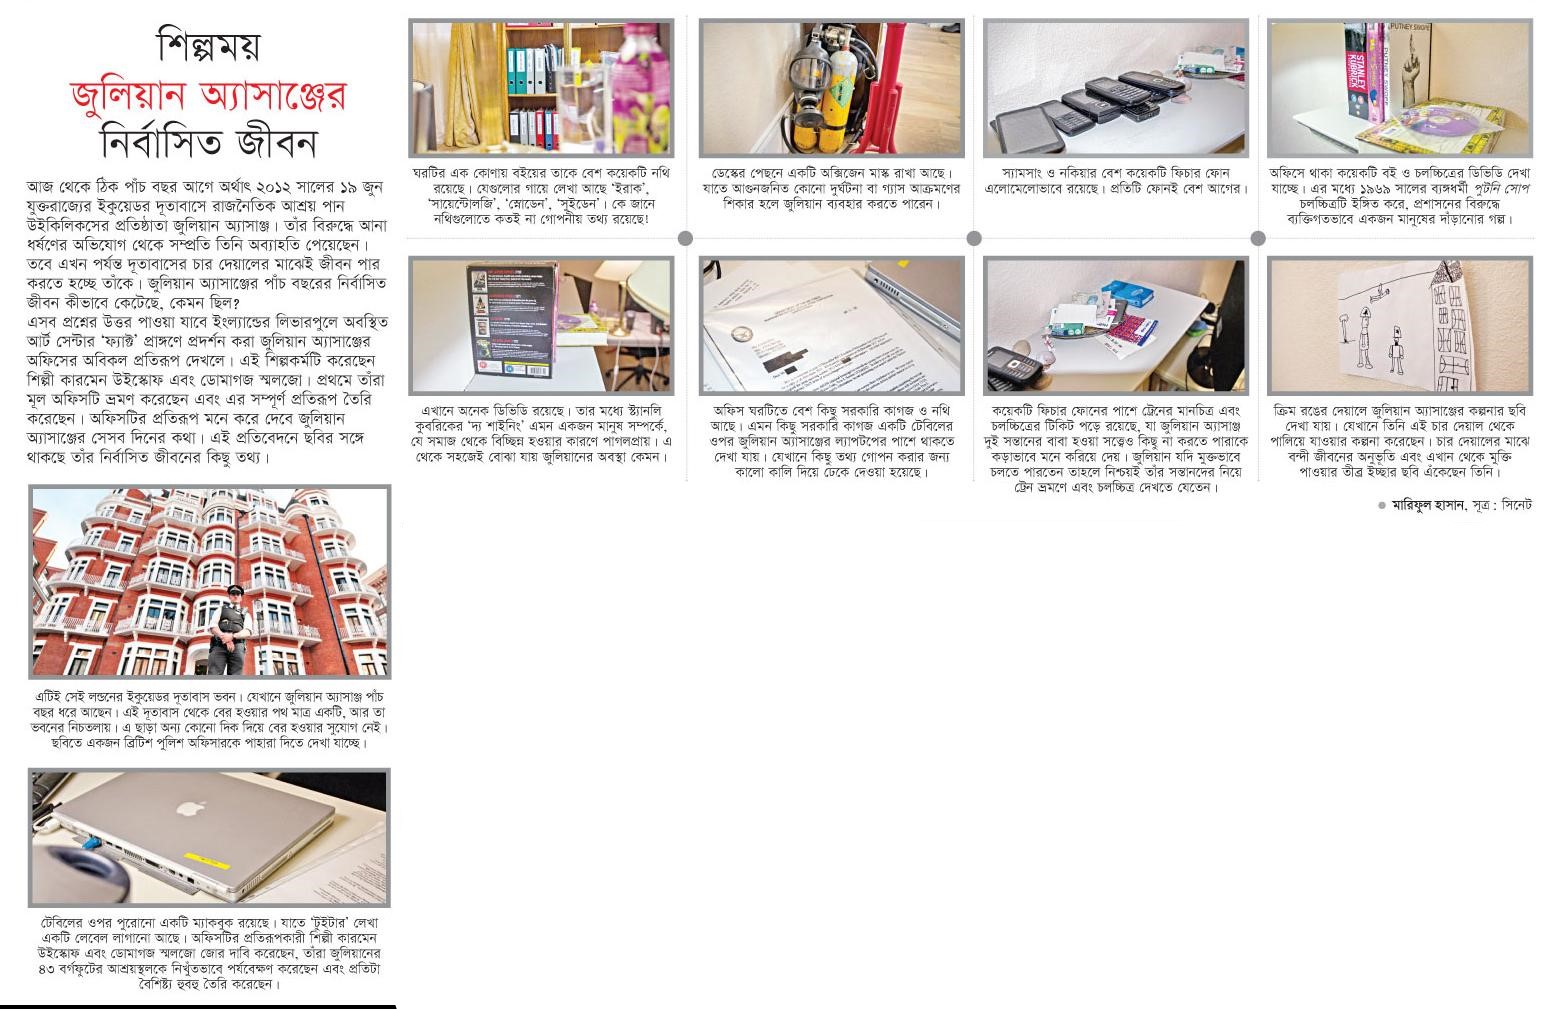 শিল্পময়
জুলিয়ান অ্যাসাঞ্জের
নির্বাসিত জীবন
আজ থেকে ঠিক পাঁচ বছর আগে অর্থাৎ ২০১২ সালের ১৯ জুন
যুক্তরাজ্যের ইকুয়েডর দূতাবাসে রাজনৈতিক আশ্রয় পান
উইকিলিকসের প্রতিষ্ঠাতা জুলিয়ান অ্যাসাঞ্জ। তাঁর বিরুদ্ধে আনা
ধর্ষণের অভিযোগ থেকে সম্প্রতি তিনি অব্যাহতি পেয়েছেন।
তবে এখন পর্যন্ত দূতাবাসের চার দেয়ালের মাঝেই জীবন পার
করতে হচ্ছে তাঁকে। জুলিয়ান অ্যাসাঞ্জের পাঁচ বছরের নির্বাসিত
জীবন কীভাবে কেটেছে, কেমন ছিল?
এসব প্রশ্নের উত্তর পাওয়া যাবে ইংল্যান্ডের লিভারপুলে অবস্থিত
আর্ট সেন্টার ‘ফ্যাক্ট’ প্রাঙ্গণে প্রদর্শন করা জুলিয়ান অ্যাসাঞ্জের
অফিসের অবিকল প্রতিরূপ দেখলে। এই শিল্পকর্মটি করেছেন
শিল্পী কারমেন উইস্কোফ এবং ডোমাগজ স্মলজো। প্রথমে তাঁরা
মূল অফিসটি ভ্রমণ করেছেন এবং এর সম্পূর্ণ প্রতিরূপ তৈরি
করেছেন। অফিসটির প্রতিরূপ মনে করে দেবে জুলিয়ান
অ্যাসাঞ্জের সেসব দিনের কথা। এই প্রতিবেদনে ছবির সঙ্গে
থাকছে তাঁর নির্বাসিত জীবনের কিছু তথ্য।
এটিই সেই লন্ডনের ইকুয়েডর দূতাবাস ভবন। যেখানে জুলিয়ান অ্যাসাঞ্জ পাঁচ
বছর ধরে আছেন। এই দূতাবাস থেকে বের হওয়ার পথ মাত্র একটি, আর তা
ভবনের নিচতলায়। এ ছাড়া অন্য কোনো দিক দিয়ে বের হওয়ার সুযোগ নেই।
ছবিতে একজন ব্রিটিশ পুলিশ অফিসারকে পাহারা দিতে দেখা যাচ্ছে।
টেবিলের ওপর পুরোনো একটি ম্যাকবুক রয়েছে। যাতে ‘টুইটার’ লেখা
একটি লেবেল লাগানো আছে। অফিসটির প্রতিরূপকারী শিল্পী কারমেন
উইস্কোফ এবং ডোমাগজ স্মলজো জোর দাবি করেছেন, তাঁরা জুলিয়ানের
৪৩ বর্গফুটের আশ্রয়স্থলকে নিখুঁতভাবে পর্যবেক্ষণ করেছেন এবং প্রতিটা
বৈশিষ্ট্য হুবহু তৈরি করেছেন।
ঘরটির এক কোণায় বইয়ের তাকে বেশ কয়েকটি নথি
রয়েছে। যেগুলোর গায়ে লেখা আছে ‘ইরাক’,
‘সায়েন্টোলজি’, ‘স্নোডেন’, ‘সুইডেন’। কে জানে
নথিগুলোতে কতই না গোপনীয় তথ্য রয়েছে!
ডেস্কের পেছনে একটি অক্সিজেন মাস্ক রাখা আছে।
যাতে আগুনজনিত কোনো দুর্ঘটনা বা গ্যাস আক্রমণের
শিকার হলে জুলিয়ান ব্যবহার করতে পারেন।
স্যামসাং ও নকিয়ার বেশ কয়েকটি ফিচার ফোন
এলোমেলোভাবে রয়েছে। প্রতিটি ফোনই বেশ আগের।
PUTNEY SWOPE
STANLEY
KUBRICK
PUTNEY SWOPE
অফিসে থাকা কয়েকটি বই ও চলচ্চিত্রের ডিভিডি দেখা
যাচ্ছে। এর মধ্যে ১৯৬৯ সালের ব্যঙ্গধর্মী পুটনি সোপ
চলচ্চিত্রটি ইঙ্গিত করে, প্রশাসনের বিরুদ্ধে
ব্যক্তিগতভাবে একজন মানুষের দাঁড়ানোর গল্প।
এখানে অনেক ডিভিডি রয়েছে। তার মধ্যে স্ট্যানলি
কুবরিকের ‘দ্য শাইনিং’ এমন একজন মানুষ সম্পর্কে,
যে সমাজ থেকে বিচ্ছিন্ন হওয়ার কারণে পাগলপ্রায়। এ
থেকে সহজেই বোঝা যায় জুলিয়ানের অবস্থা কেমন।
অফিস ঘরটিতে বেশ কিছু সরকারি কাগজ ও নথি
আছে। এমন কিছু সরকারি কাগজ একটি টেবিলের
ওপর জুলিয়ান অ্যাসাঞ্জের ল্যাপটপের পাশে থাকতে
দেখা যায়। যেখানে কিছু তথ্য গোপন করার জন্য
কালো কালি দিয়ে ঢেকে দেওয়া হয়েছে।
কয়েকটি ফিচার ফোনের পাশে ট্রেনের মানচিত্র এবং
চলচ্চিত্রের টিকিট পড়ে রয়েছে, যা জুলিয়ান অ্যাসাঞ্জ
দুই সন্তানের বাবা হওয়া সত্ত্বেও কিছু না করতে পারাকে
কড়াভাবে মনে করিয়ে দেয়। জুলিয়ান যদি মুক্তভাবে
চলতে পারতেন তাহলে নিশ্চয়ই তাঁর সন্তানদের নিয়ে
ট্রেন ভ্রমণে এবং চলচ্চিত্র দেখতে যেতেন।
ক্রিম রঙের দেয়ালে জুলিয়ান অ্যাসাঞ্জের কল্পনার ছবি
দেখা যায়। যেখানে তিনি এই চার দেয়াল থেকে
পালিয়ে যাওয়ার কল্পনা করেছেন। চার দেয়ালের মাঝে
বন্দী জীবনের অনুভূতি এবং এখান থেকে মুক্তি
পাওয়ার তীব্র ইচ্ছার ছবি এঁকেছেন তিনি।
● মারিফুল হাসান, সূত্র : সিনেট